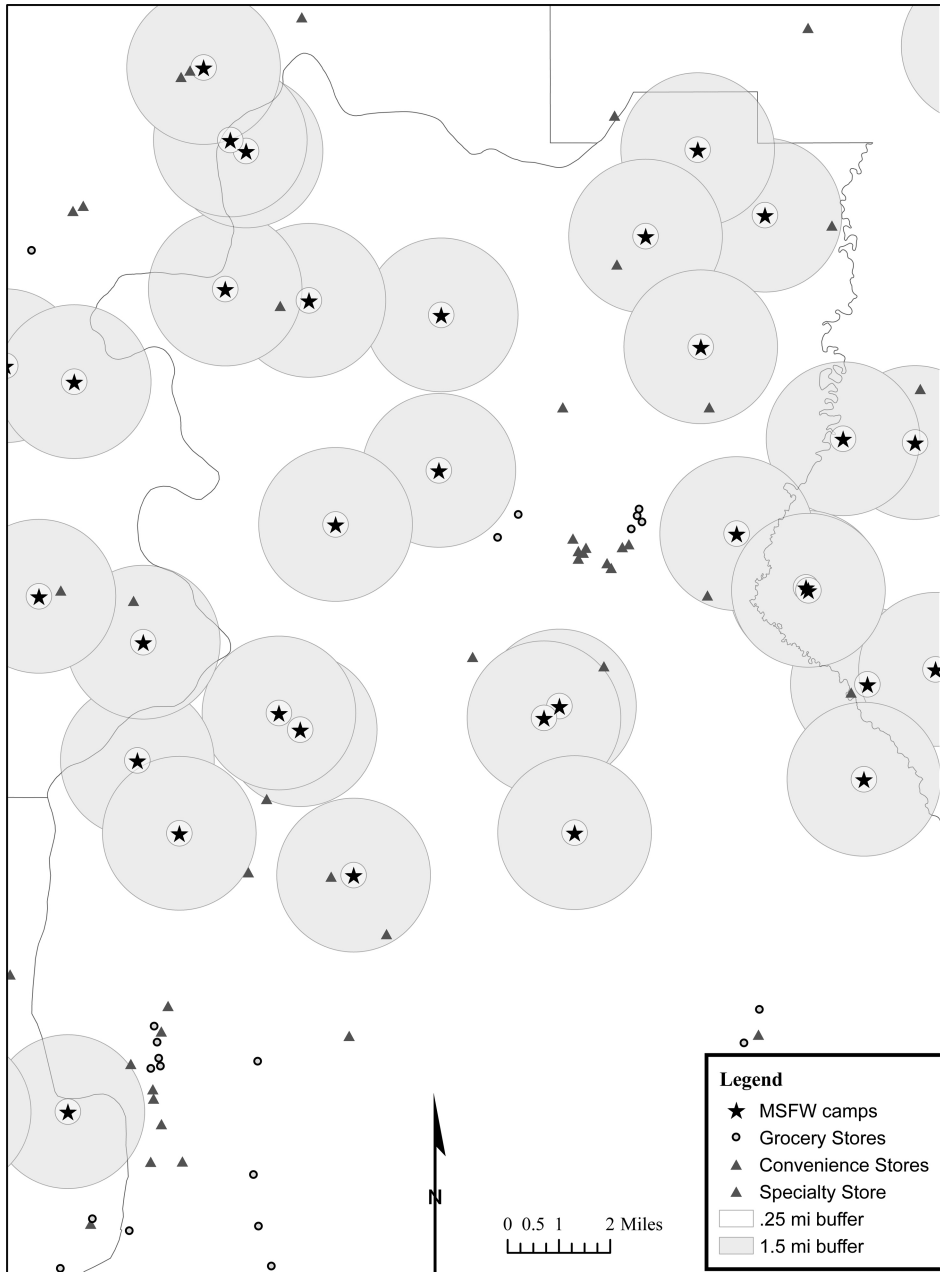 N
0 0.5 1 2 Miles
Legend
MSFW camps
Grocery Stores
Convenience Stores
Specialty Store
.25 mi buffer
1.5 mi buffer